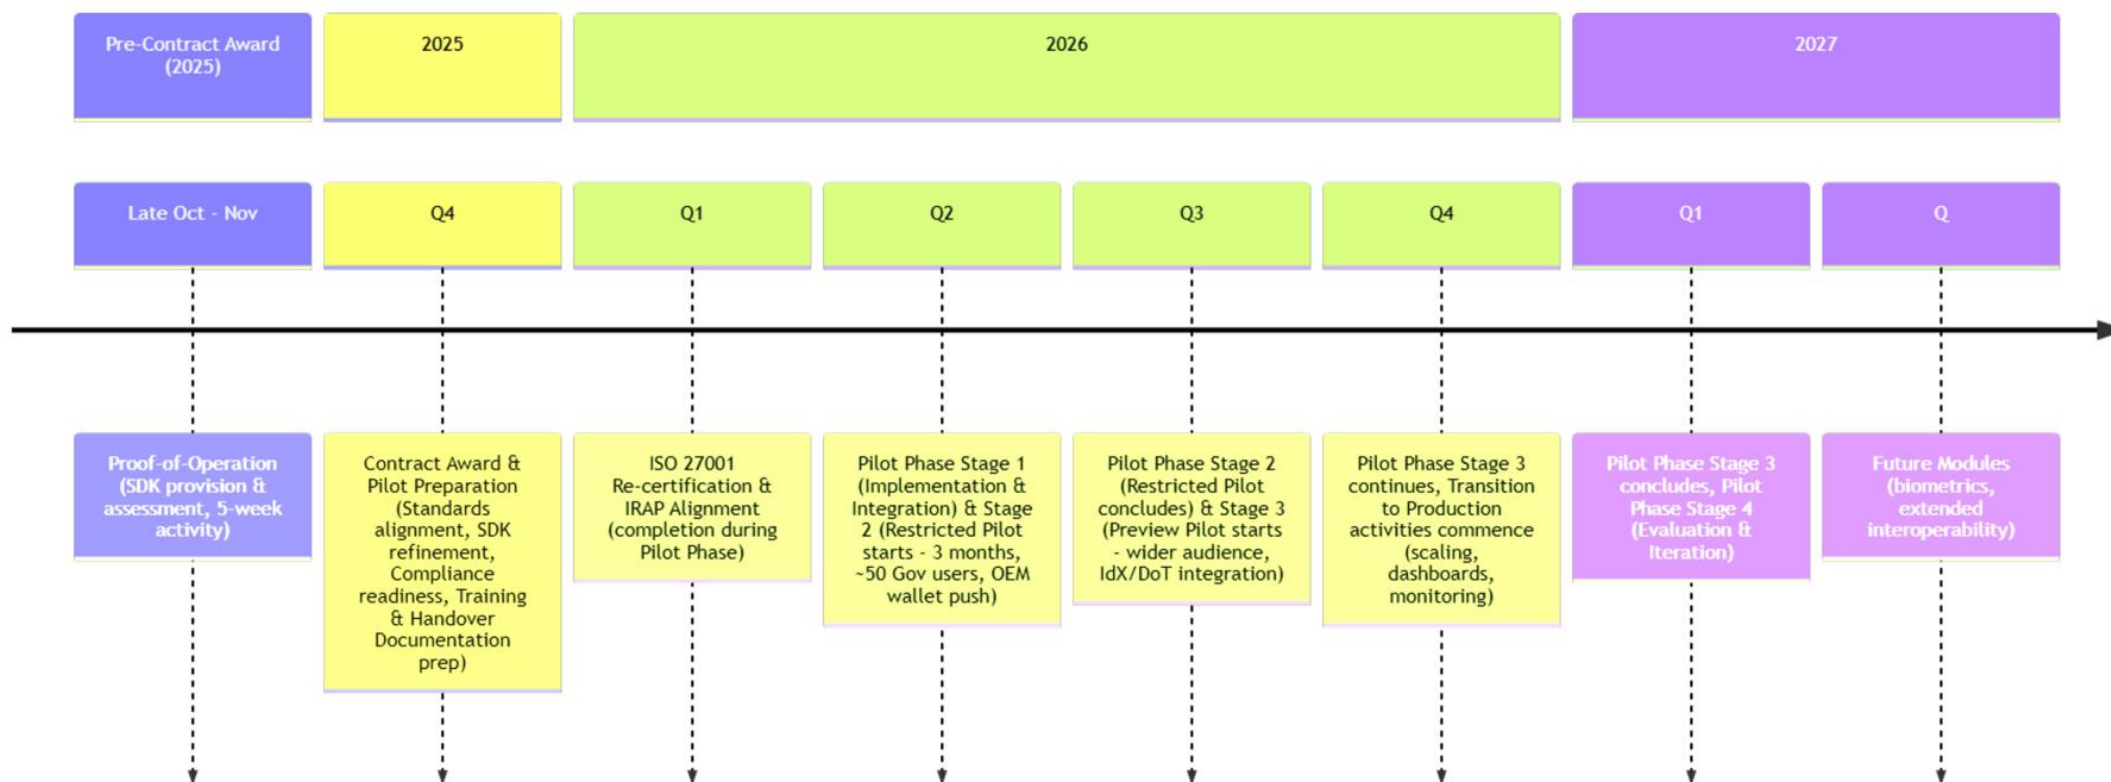 Pre-Contract Award
(2025)
2025
2026
2027
Late Oct - Nov
Q4
Q1
Q2
Q3
Q4
Q1
Q
Proof-of-Operation
(SDK provision &
assessment, 5-week
activity)
Contract Award &
Pilot Preparation
(Standards
alignment, SDK
refinement,
Compliance
readiness, Training
& Handover
Documentation
prep)
ISO 27001
Re-certification &
IRAP Alignment
(completion during
Pilot Phase)
Pilot Phase Stage 1
(Implementation &
Integration) & Stage
2 (Restricted Pilot
starts - 3 months,
~50 Gov users, OEM
wallet push)
Pilot Phase Stage 2
(Restricted Pilot
concludes) & Stage 3
(Preview Pilot starts
- wider audience,
IdX/DoT integration)
Pilot Phase Stage 3
continues, Transition
to Production
activities commence
(scaling,
dashboards,
monitoring)
Pilot Phase Stage 3
concludes, Pilot
Phase Stage 4
(Evaluation &
Iteration)
Future Modules
(biometrics,
extended
interoperability)